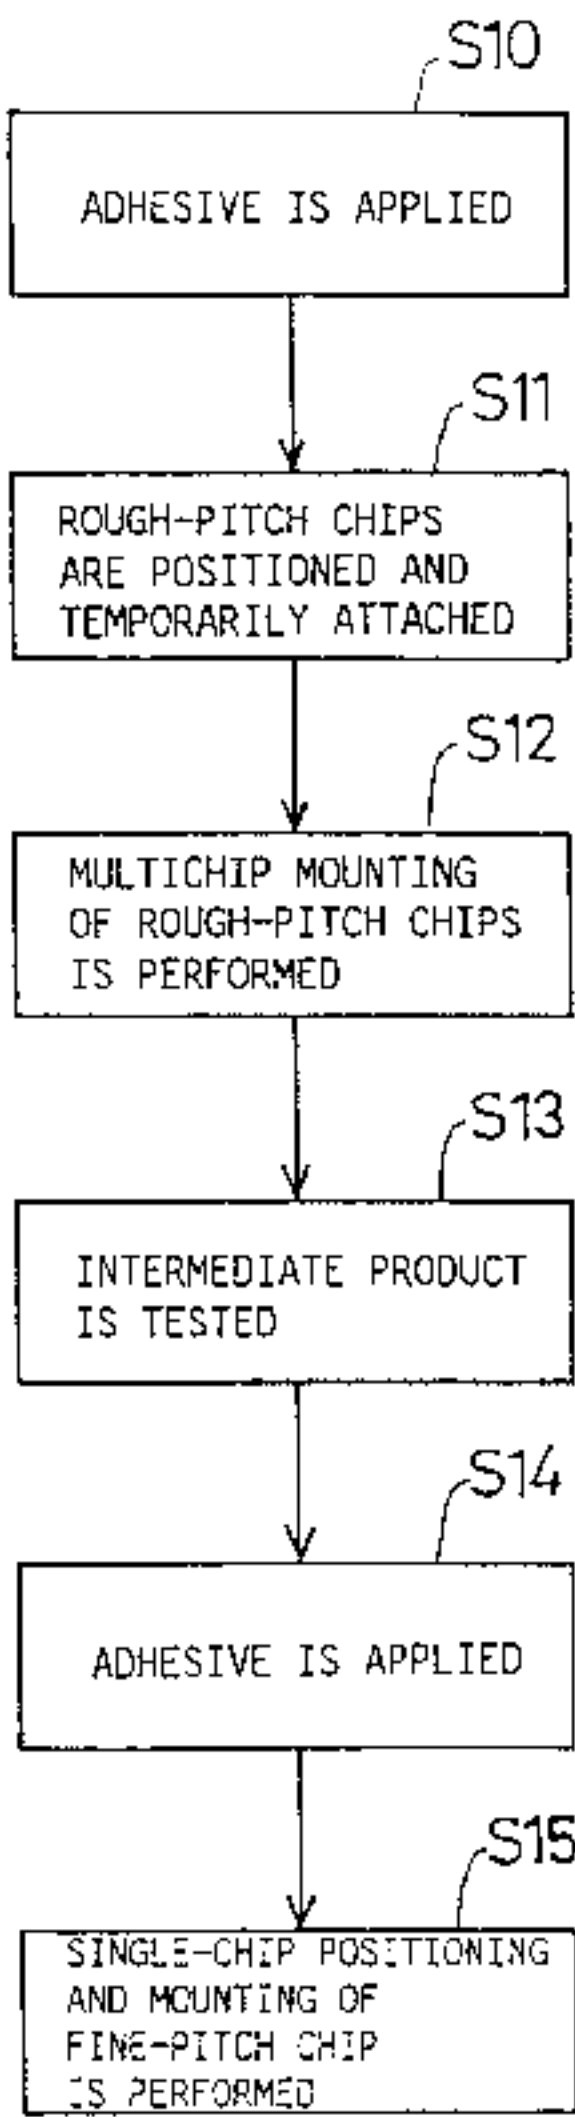 S10
ADHESIVE IS APPLIED
S11
ROUGH-PITCH CHIPS
ARE POSITIONED AND
TEMPORARILY ATTACHED
S12
MULTICHIP MOUNTING
OF ROUGH-PITCH CHIPS
IS PERFORMED
S13
INTERMEDIATE PRODUCT
IS TESTED
S14
ADHESIVE IS APPLIED
S15
SINGLE-CHIP POSITIONING
AND MOUNTING OF
FINE-PITCH CHIP
IS PERFORMED